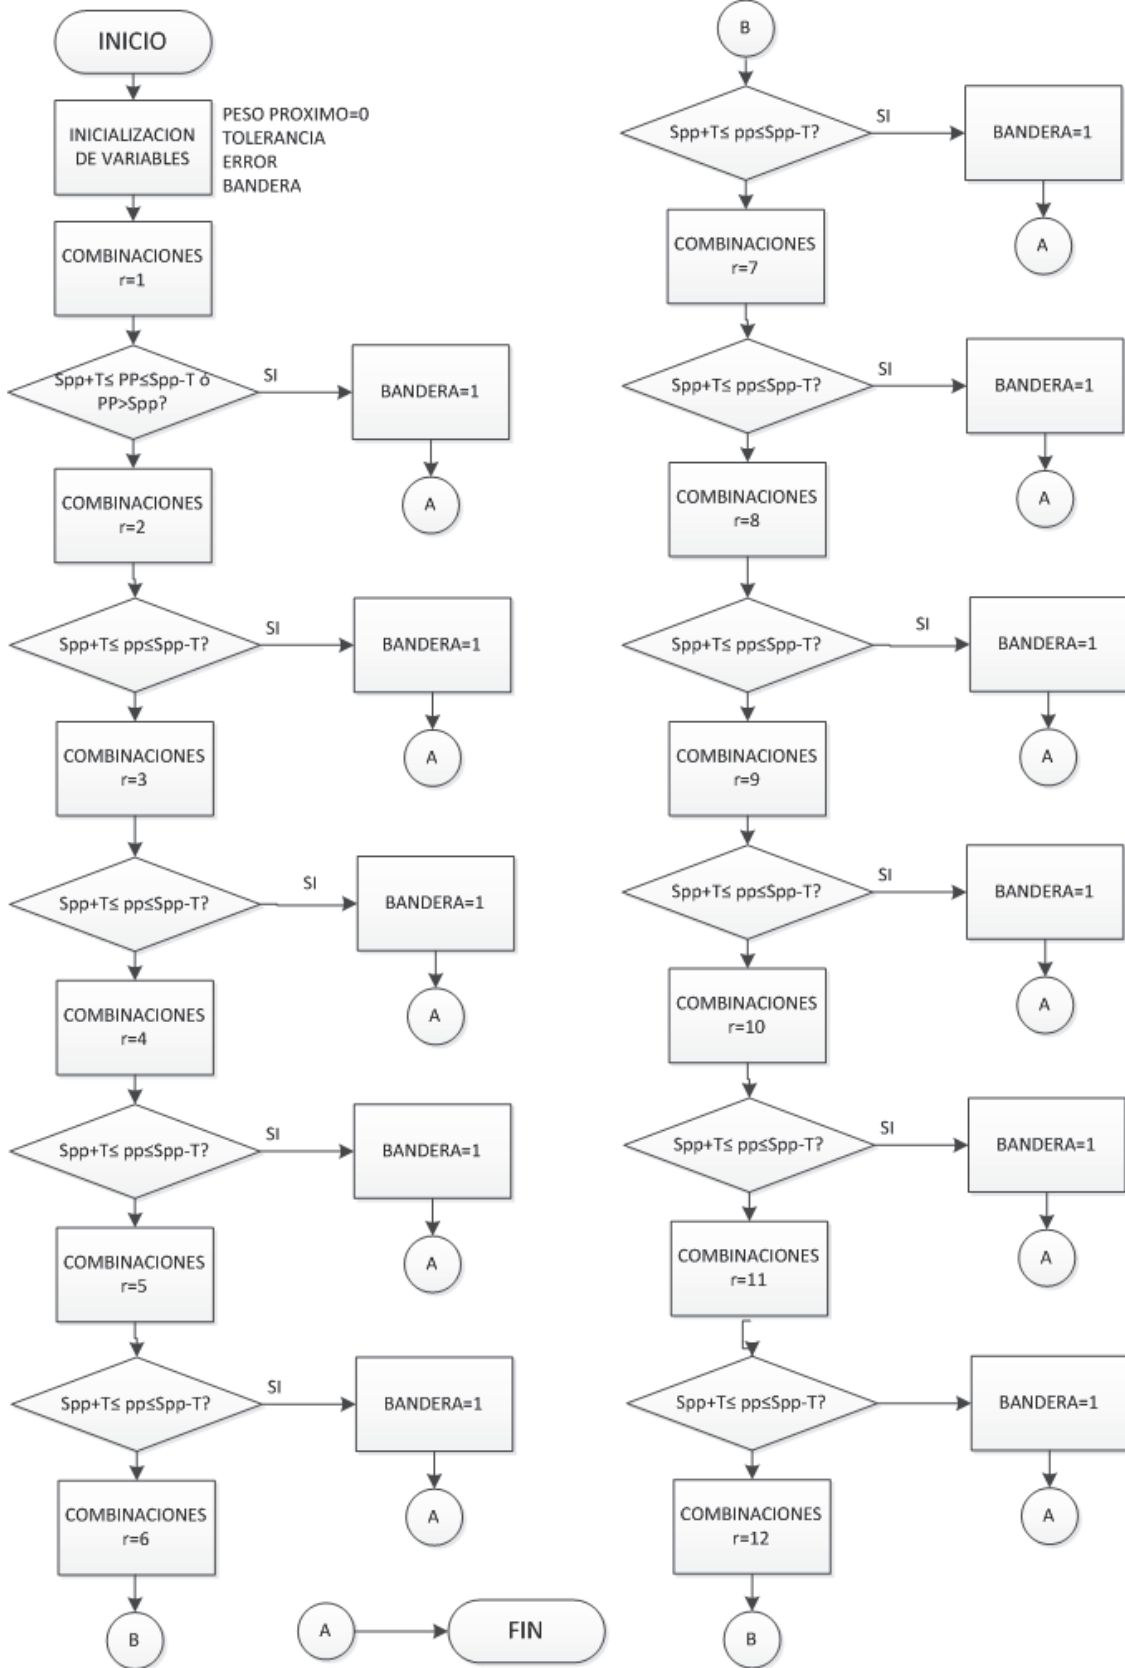 INICIO
INICIALIZACION
DE VARIABLES
PESO PROXIMO=0
TOLERANCIA
ERROR
BANDERA
COMBINACIONES
r=1
Spp+T≤ PP≤Spp-T ó
PP>Spp?
SI
BANDERA=1
A
COMBINACIONES
r=2
Spp+T≤ pp≤Spp-T?
SI
BANDERA=1
A
COMBINACIONES
r=3
Spp+T≤ pp≤Spp-T?
SI
BANDERA=1
A
COMBINACIONES
r=4
Spp+T≤ pp≤Spp-T?
SI
BANDERA=1
A
COMBINACIONES
r=5
Spp+T≤ pp≤Spp-T?
SI
BANDERA=1
A
COMBINACIONES
r=6
B
A
FIN
B
Spp+T≤ pp≤Spp-T?
SI
BANDERA=1
A
COMBINACIONES
r=7
Spp+T≤ pp≤Spp-T?
SI
BANDERA=1
A
COMBINACIONES
r=8
Spp+T≤ pp≤Spp-T?
SI
BANDERA=1
A
COMBINACIONES
r=9
Spp+T≤ pp≤Spp-T?
SI
BANDERA=1
A
COMBINACIONES
r=10
Spp+T≤ pp≤Spp-T?
SI
BANDERA=1
A
COMBINACIONES
r=11
Spp+T≤ pp≤Spp-T?
BANDERA=1
A
COMBINACIONES
r=12
B